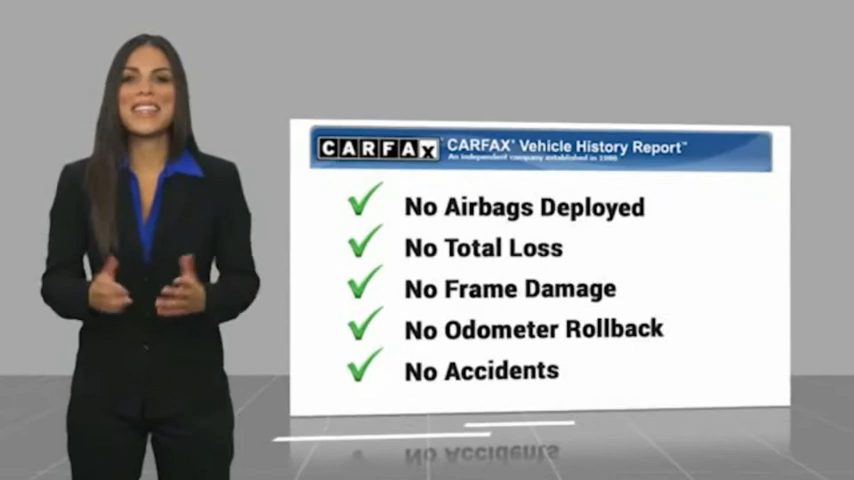 CARFAX CARFAX® Vehicle History Report™
An independent company established in 1986
No Airbags Deployed
No Total Loss
No Frame Damage
No Odometer Rollback
No Accidents